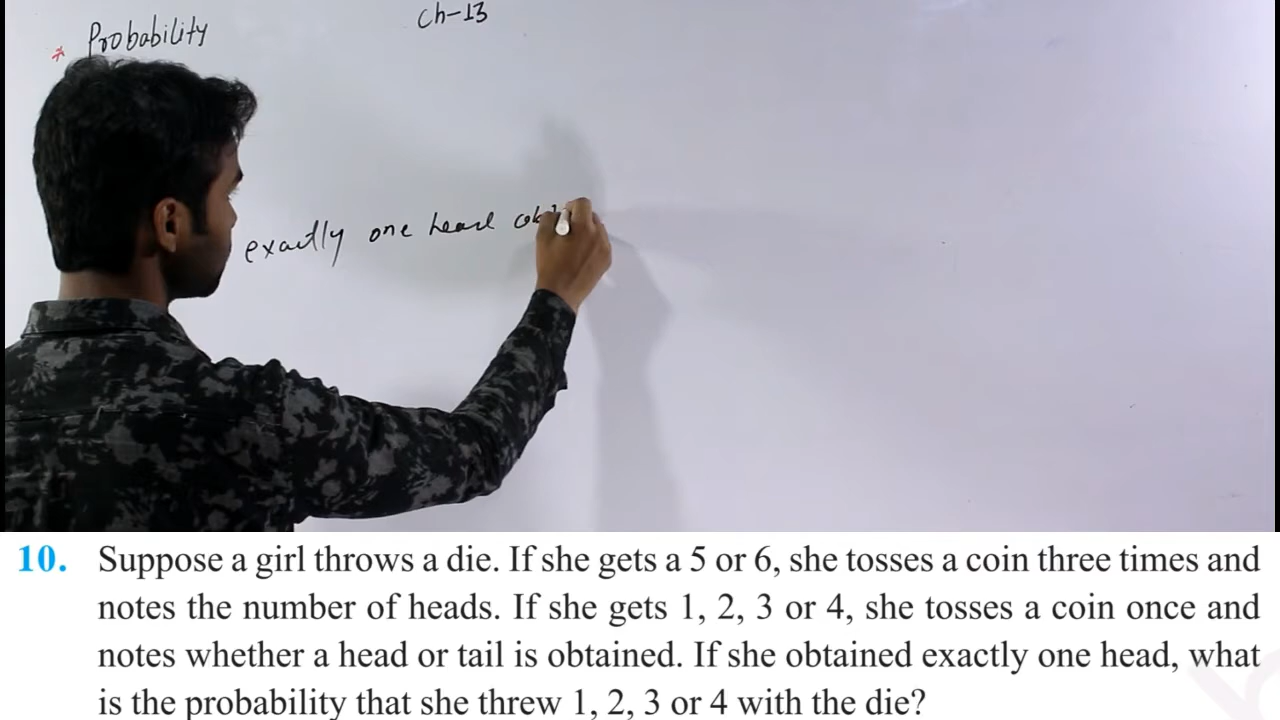 Ch-13
* Probability
exactly one head
10. Suppose a girl throws a die. If she gets a 5 or 6, she tosses a coin three times and
notes the number of heads. If she gets 1, 2, 3 or 4, she tosses a coin once and
notes whether a head or tail is obtained. If she obtained exactly one head, what
is the probability that she threw 1, 2, 3 or 4 with the die?